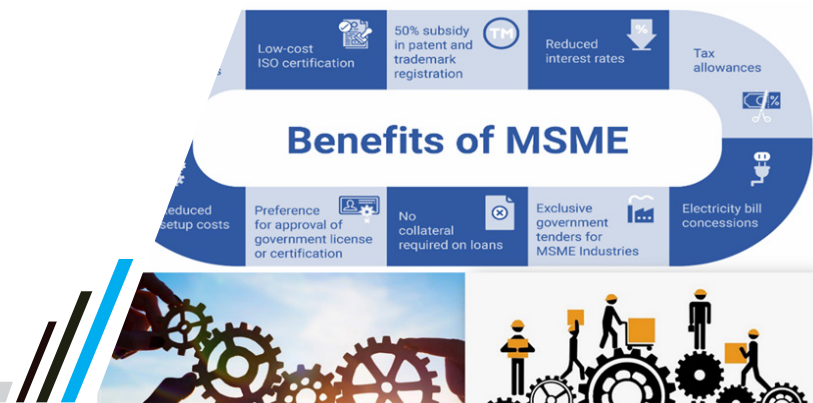 Low-cost
ISO certification
50% subsidy
in patent and
trademark
registration
TM
Reduced
interest rates
%
Tax
allowances
%
Benefits of MSME
setup costs
Preference
for approval of
government license
or certification
No
collateral
required on loans
Exclusive
government
tenders for
MSME Industries
Electricity bill
concessions